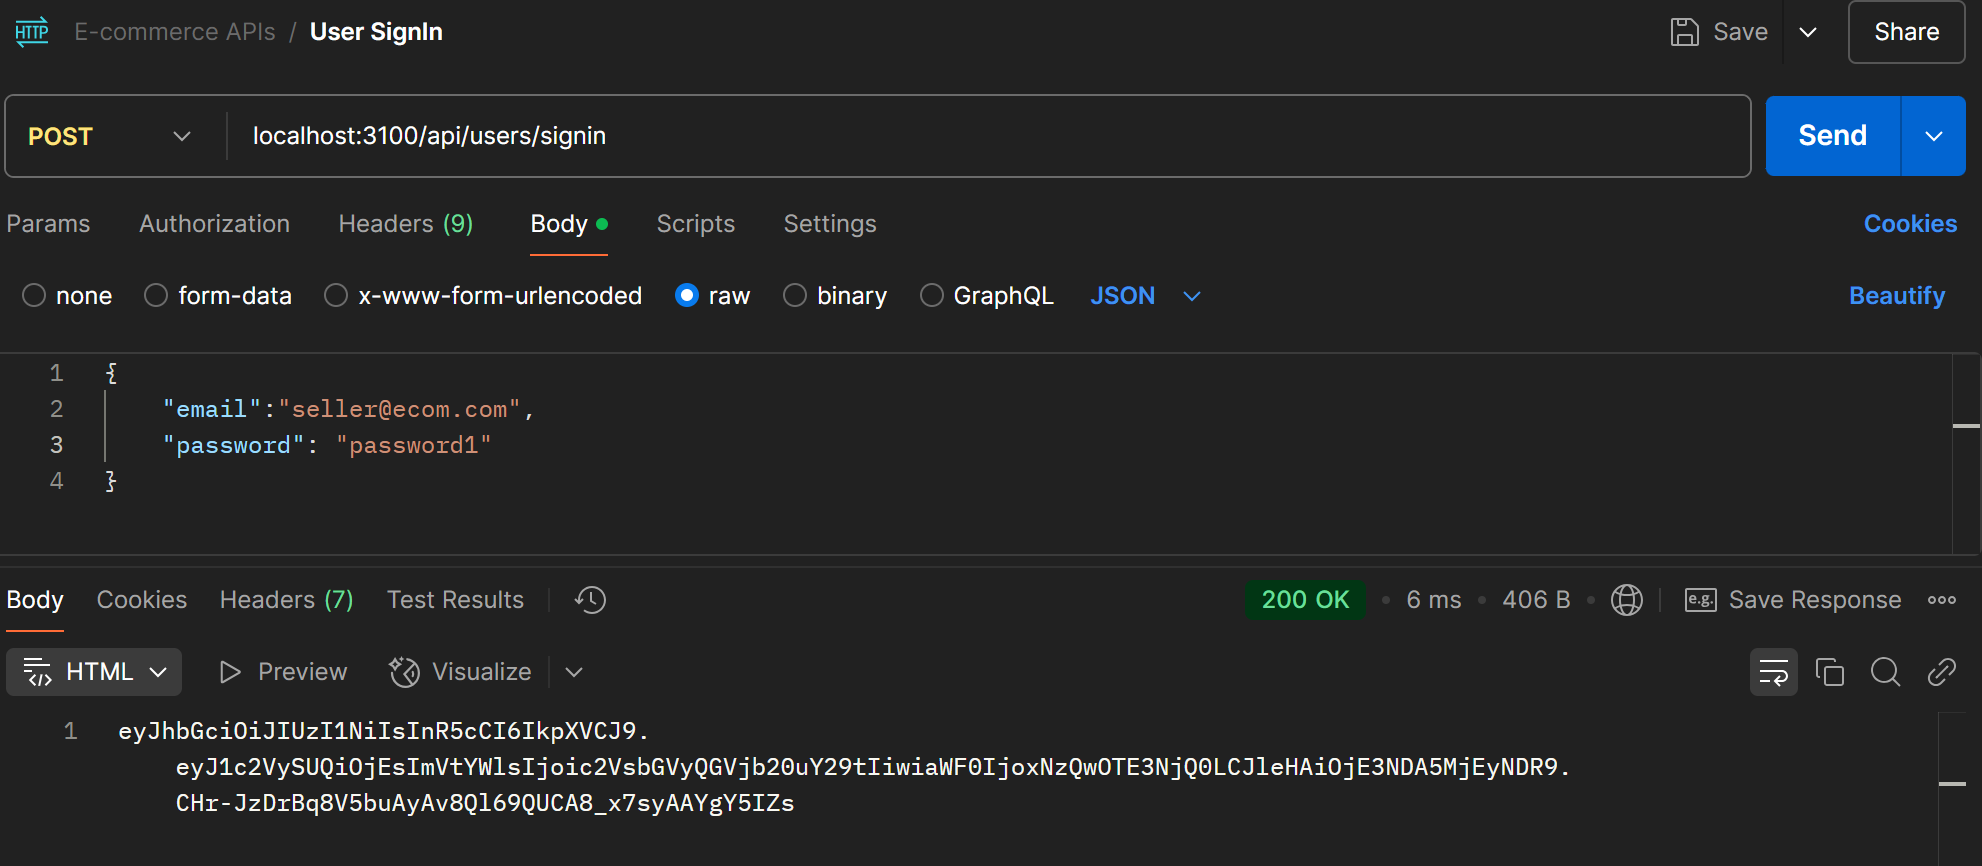 HTTP E-commerce APIs / User SignIn Save Share
POST localhost:3100/api/users/signin Send
Params Authorization Headers (9) Body Scripts Settings Cookies
none form-data x-www-form-urlencoded raw binary GraphQL JSON Beautify
1 {
2 "email":"seller@ecom.com",
3 "password": "password1"
4 }
Body Cookies Headers (7) Test Results 200 OK • 6 ms • 406 B • e.g. Save Response
HTML Preview Visualize
1 eyJhbGciOiJIUzI1NiIsInR5cCI6IkpXVCJ9.
eyJ1c2VySUQiOjEsImVtYWlsIjoic2VsbGVyQGVjb20uY29tIiwiaWF0IjoxNzQwOTE3NjQ0LCJleHAiOjE3NDA5MjEyNDR9.
CHr-JzDrBq8V5buAyAv8Ql69QUCA8_x7syAAYgY5IZs